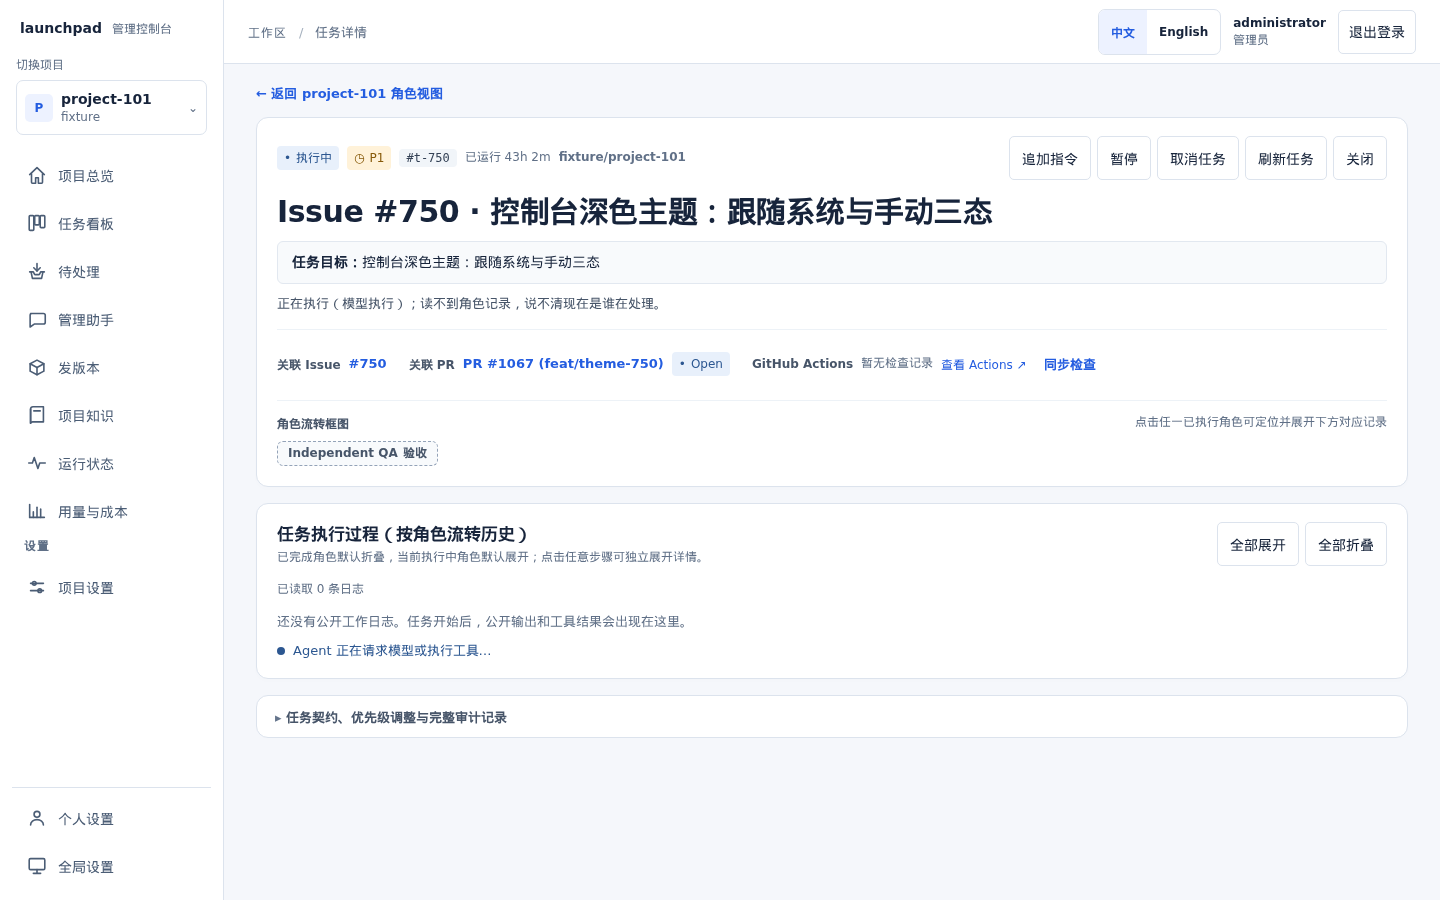 launchpad 管理控制台
切换项目
P project-101
fixture
项目总览
任务看板
待处理
管理助手
发版本
项目知识
运行状态
用量与成本
设置
项目设置
个人设置
全局设置
工作区 / 任务详情
中文 English
administrator
管理员
退出登录
← 返回 project-101 角色视图
• 执行中 ◷ P1 #t-750 已运行 43h 2m fixture/project-101
追加指令 暂停 取消任务 刷新任务 关闭
Issue #750 · 控制台深色主题：跟随系统与手动三态
任务目标：控制台深色主题：跟随系统与手动三态
正在执行（模型执行）；读不到角色记录，说不清现在是谁在处理。
关联 Issue #750 关联 PR PR #1067 (feat/theme-750) • Open GitHub Actions 暂无检查记录 查看 Actions ↗ 同步检查
角色流转框图 点击任一已执行角色可定位并展开下方对应记录
Independent QA 验收
任务执行过程（按角色流转历史）
全部展开 全部折叠
已完成角色默认折叠，当前执行中角色默认展开；点击任意步骤可独立展开详情。
已读取 0 条日志
还没有公开工作日志。任务开始后，公开输出和工具结果会出现在这里。
Agent 正在请求模型或执行工具…
▸ 任务契约、优先级调整与完整审计记录